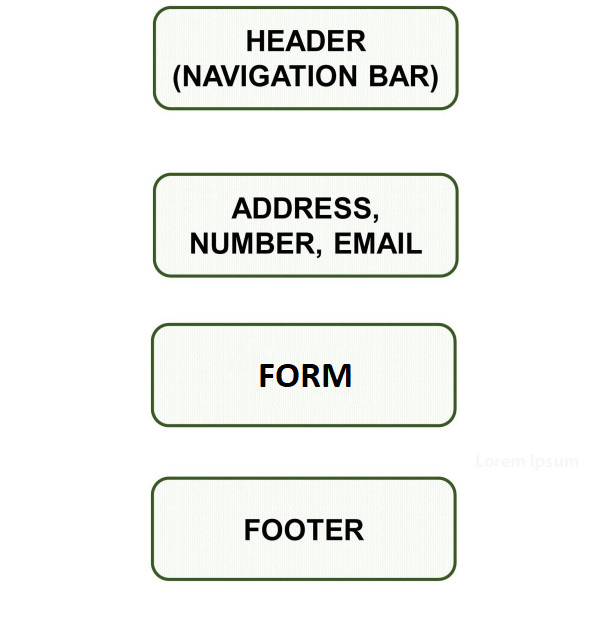 HEADER
(NAVIGATION BAR)
ADDRESS,
NUMBER, EMAIL
FORM
Lorem Ipsum
FOOTER